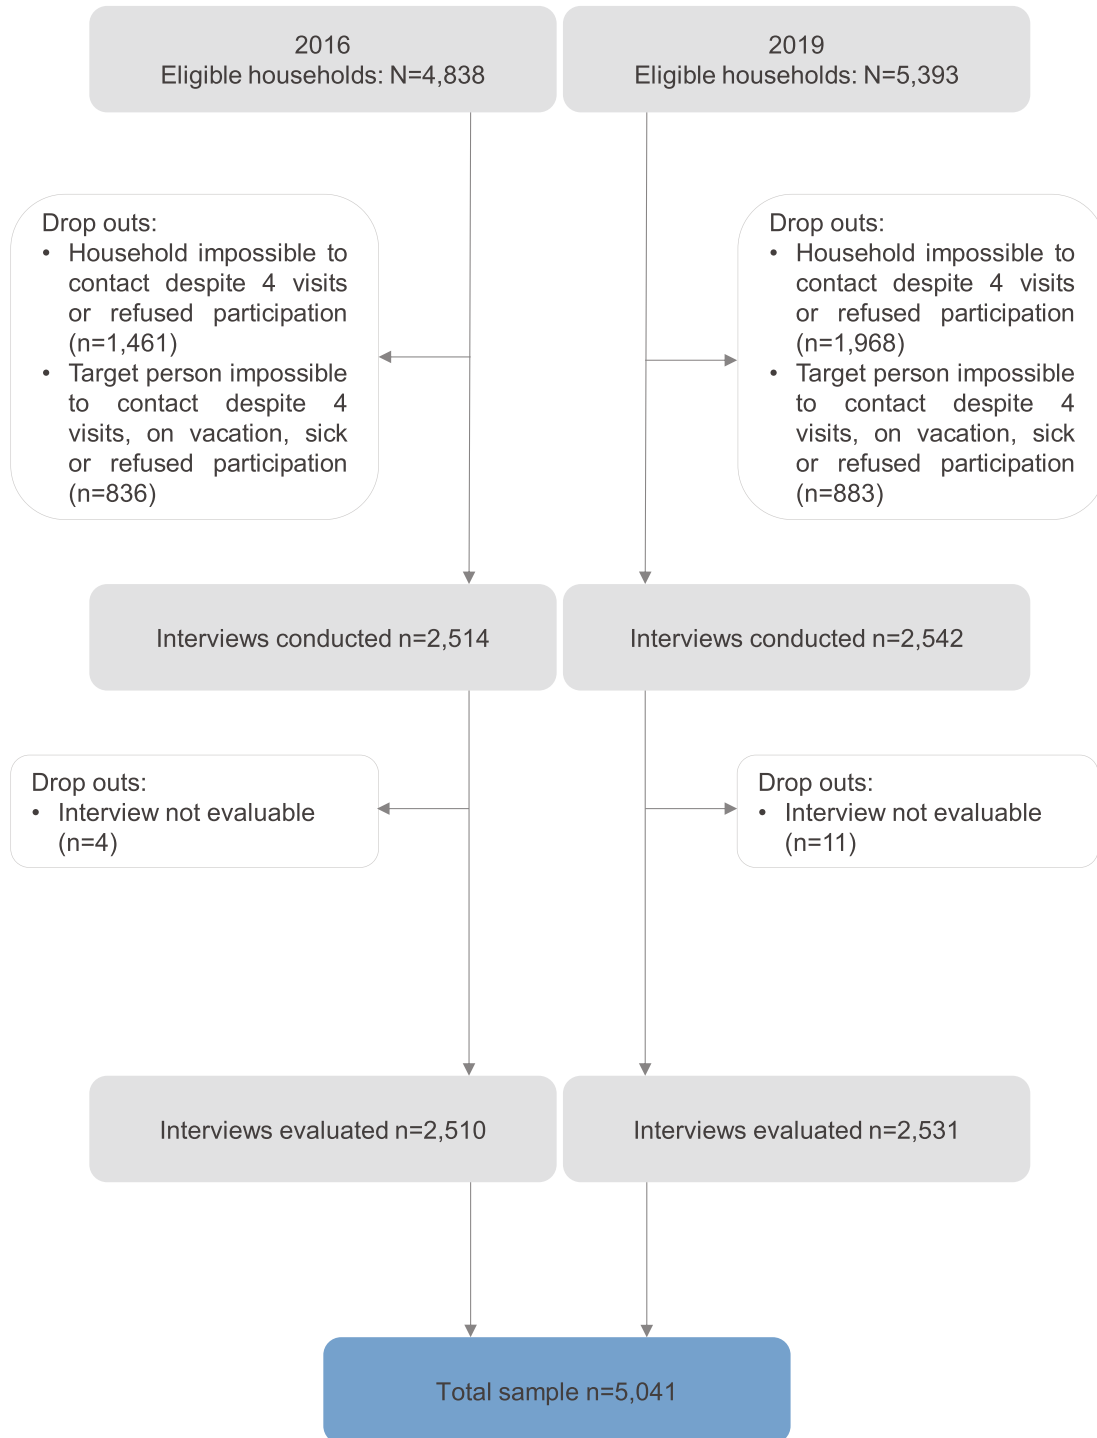 2016
Eligible households: N=4,838
2019
Eligible households: N=5,393
Drop outs:
• Household impossible to
contact despite 4 visits
or refused participation
(n=1,461)
• Target person impossible
to contact despite 4
visits, on vacation, sick
or refused participation
(n=836)
Drop outs:
• Household impossible to
contact despite 4 visits
or refused participation
(n=1,968)
• Target person impossible
to contact despite 4
visits, on vacation, sick
or refused participation
(n=883)
Interviews conducted n=2,514
Interviews conducted n=2,542
Drop outs:
• Interview not evaluable
(n=4)
Drop outs:
• Interview not evaluable
(n=11)
Interviews evaluated n=2,510
Interviews evaluated n=2,531
Total sample n=5,041